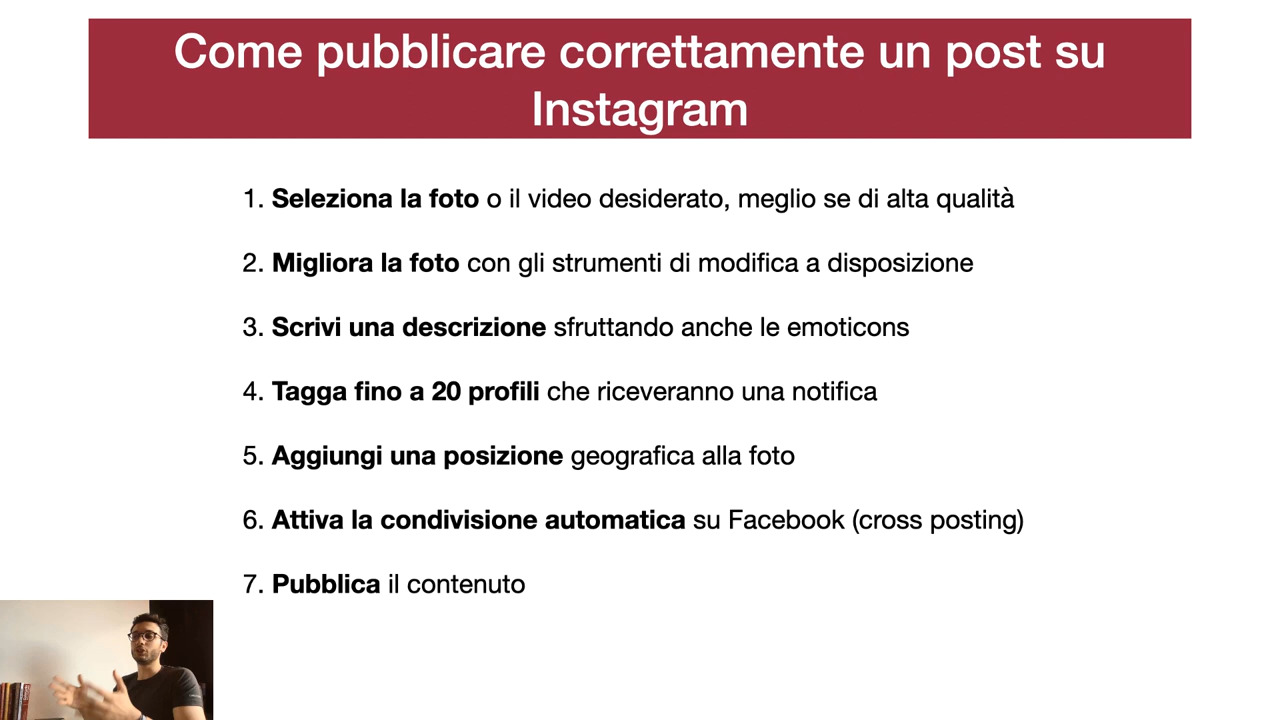 Come pubblicare correttamente un post su
Instagram
1. Seleziona la foto o il video desiderato, meglio se di alta qualità
2. Migliora la foto con gli strumenti di modifica a disposizione
3. Scrivi una descrizione sfruttando anche le emoticons
4. Tagga fino a 20 profili che riceveranno una notifica
5. Aggiungi una posizione geografica alla foto
6. Attiva la condivisione automatica su Facebook (cross posting)
7. Pubblica il contenuto